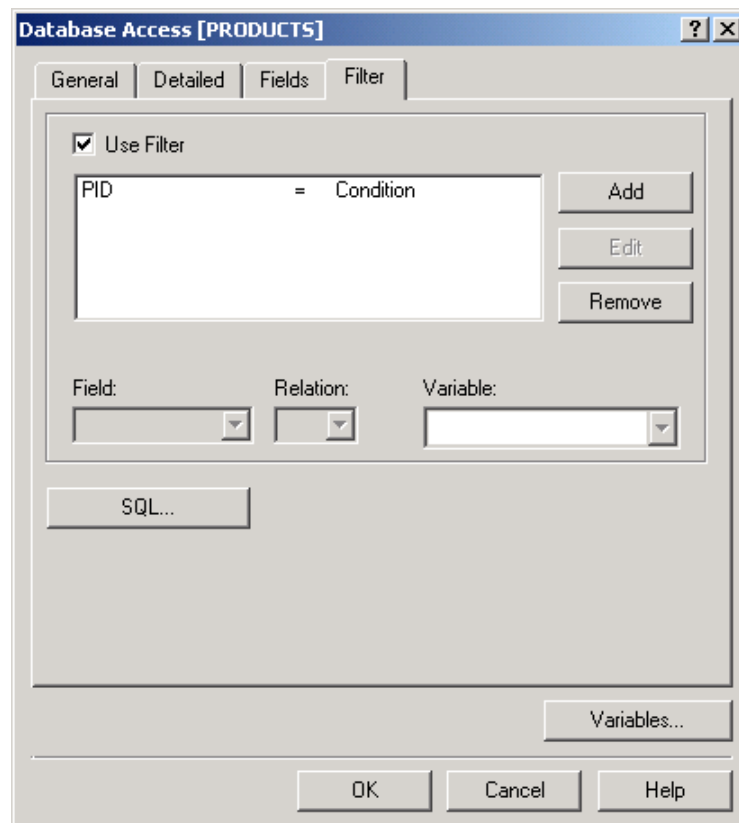 Database Access [PRODUCTS]
General Detailed Fields Filter
Use Filter
PID = Condition
Add
Edit
Remove
Field: Relation: Variable:
SQL...
Variables...
OK Cancel Help